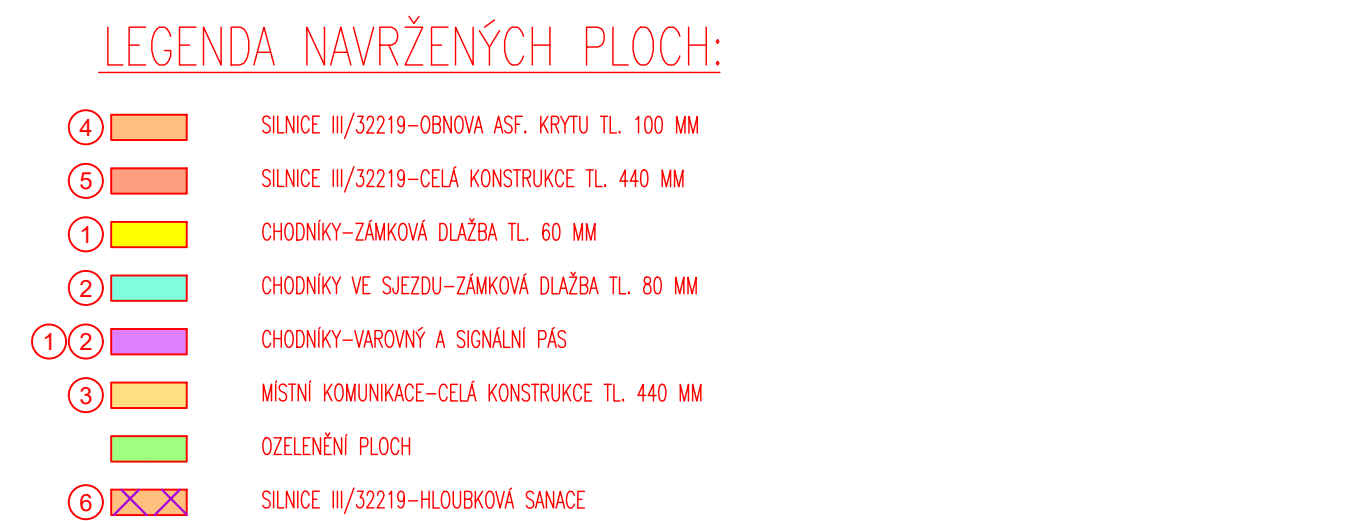 LEGENDA NAVRŽENÝCH PLOCH:
4 SILNICE III/32219-OBNOVA ASF. KRYTU TL. 100 MM
5 SILNICE III/32219-CELÁ KONSTRUKCE TL. 440 MM
1 CHODNÍKY-ZÁMKOVÁ DLAŽBA TL. 60 MM
2 CHODNÍKY VE SJEZDU-ZÁMKOVÁ DLAŽBA TL. 80 MM
1 2 CHODNÍKY-VAROVNÝ A SIGNÁLNÍ PÁS
3 MÍSTNÍ KOMUNIKACE-CELÁ KONSTRUKCE TL. 440 MM
OZELENĚNÍ PLOCH
6 SILNICE III/32219-HLOUBKOVÁ SANACE